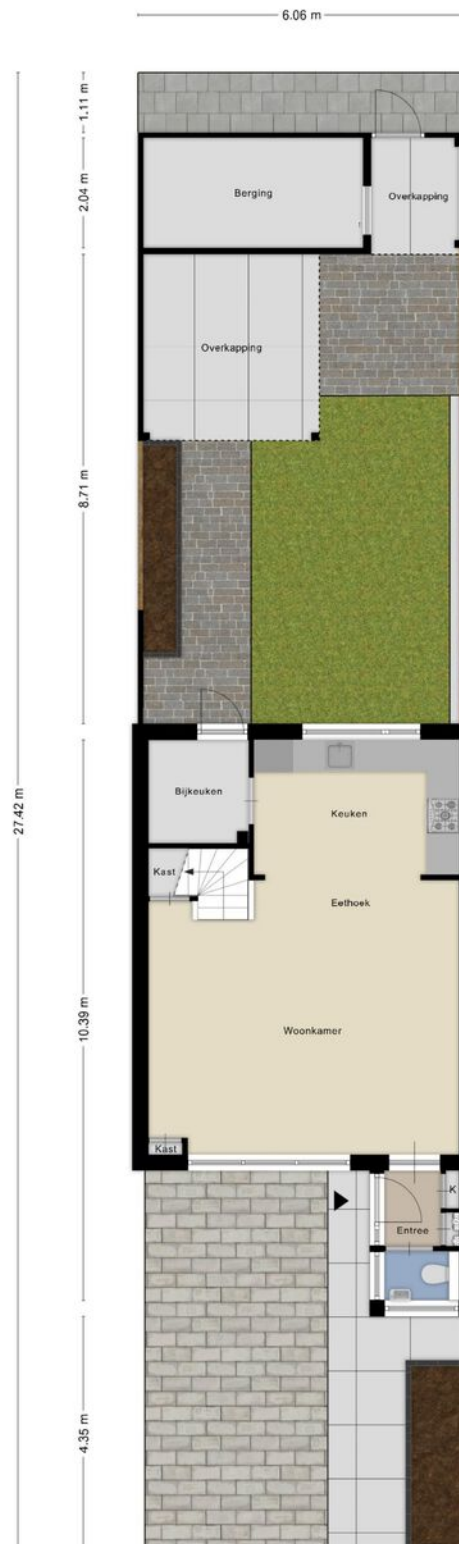 6.06 m
1.11 m
2.04 m
Berging
Overkapping
Overkapping
8.71 m
27.42 m
Bijkeuken
Keuken
Kast
Eethoek
Woonkamer
10.39 m
Kast
K
Entree
4.35 m